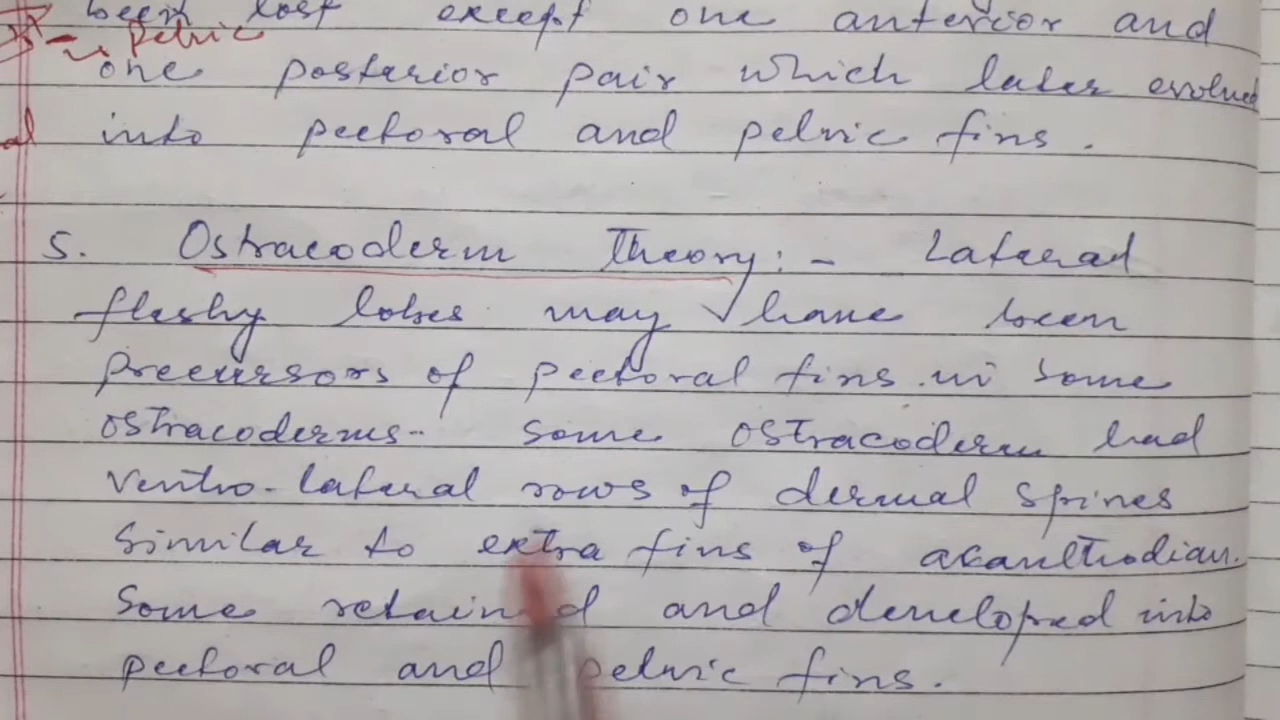 been lost except one anterior and
→ Pelvic
one posterior pair which later evolved
al into pectoral and pelvic fins.
5. Ostracoderm Theory:- Lateral
fleshy lobes may have been
precursors of pectoral fins in some
ostracoderms- some ostracoderm had
ventro-lateral rows of dermal spines
similar to extra fins of acanthodian.
Some retained and developed into
pectoral and pelvic fins.